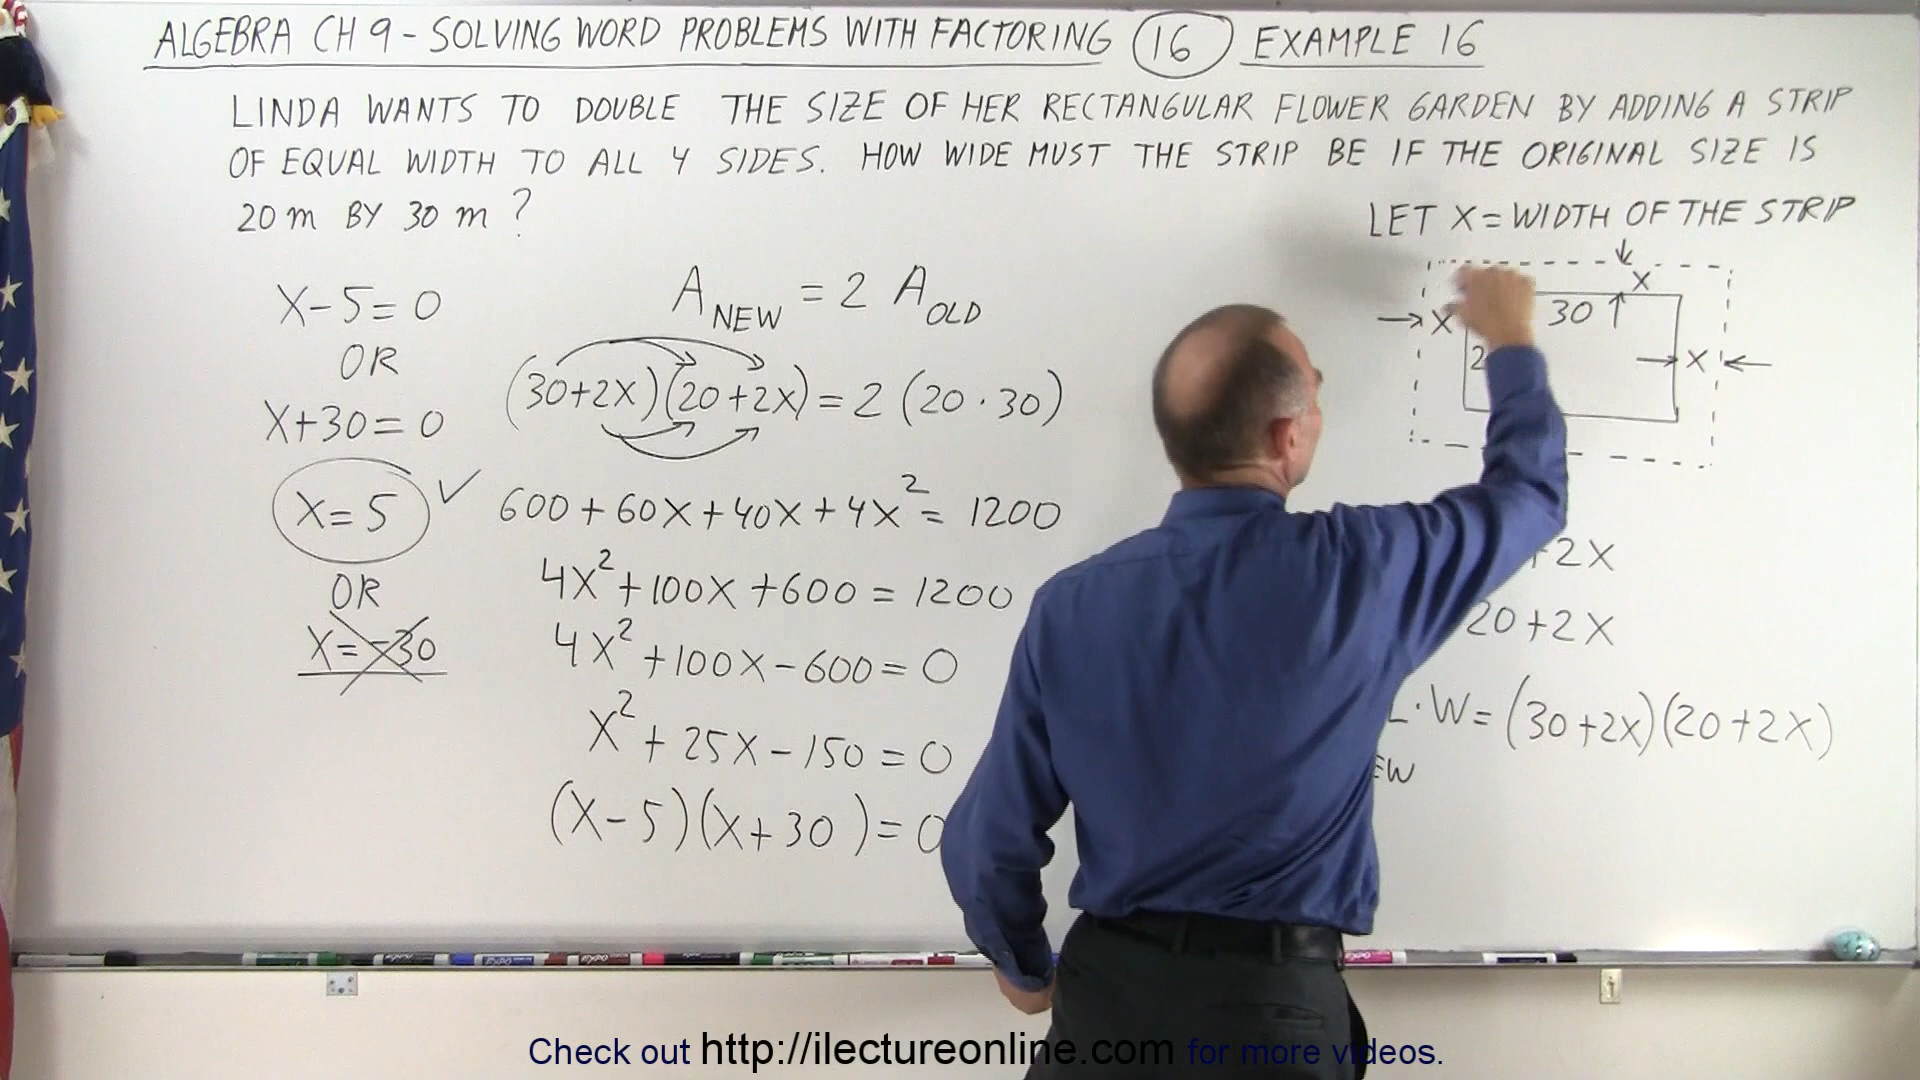 ALGEBRA CH 9 - SOLVING WORD PROBLEMS WITH FACTORING 16 EXAMPLE 16
LINDA WANTS TO DOUBLE THE SIZE OF HER RECTANGULAR FLOWER GARDEN BY ADDING A STRIP
OF EQUAL WIDTH TO ALL 4 SIDES. HOW WIDE MUST THE STRIP BE IF THE ORIGINAL SIZE IS
20 m BY 30 m ?
X-5=0
OR
X+30=0
X=5 ✓
OR
X=-30
A NEW = 2 A OLD
(30+2X)(20+2X)=2(20·30)
600+60X+40X+4X²=1200
4X²+100X+600=1200
4X²+100X-600=0
X²+25X-150=0
(X-5)(X+30)=0
LET X=WIDTH OF THE STRIP
X
30
X
2
X
+2X
20+2X
L·W=(30+2X)(20+2X)
EW
Check out http://ilectureonline.com for more videos.